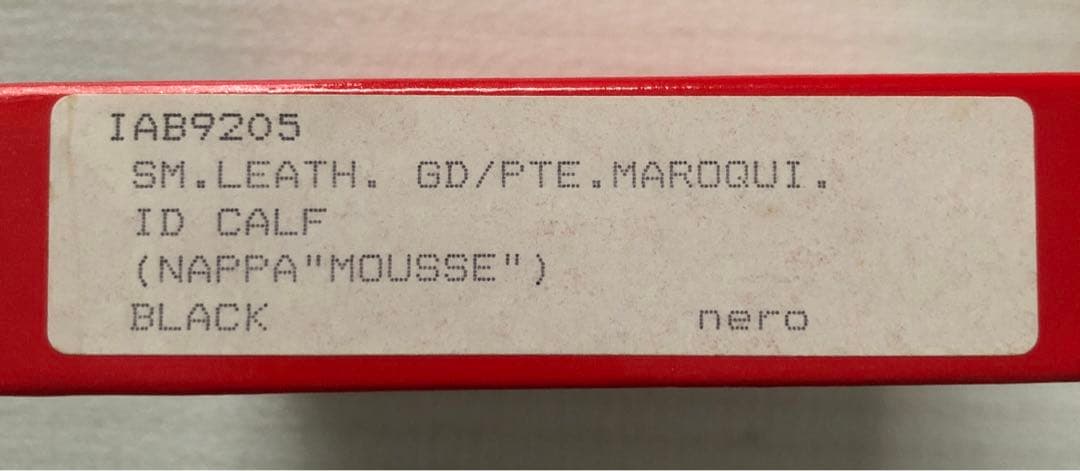 IAB9205
SM.LEATH. GD/PTE.MAROQUI.
ID CALF
(NAPPA"MOUSSE")
BLACK nero